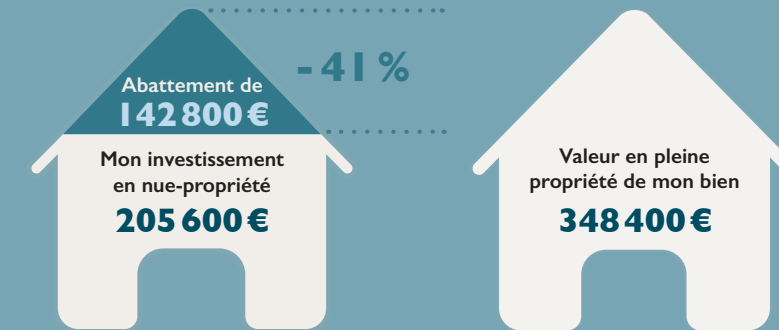 - 41 %
Abattement de
142 800 €
Mon investissement
en nue-propriété
205 600 €
Valeur en pleine
propriété de mon bien
348 400 €